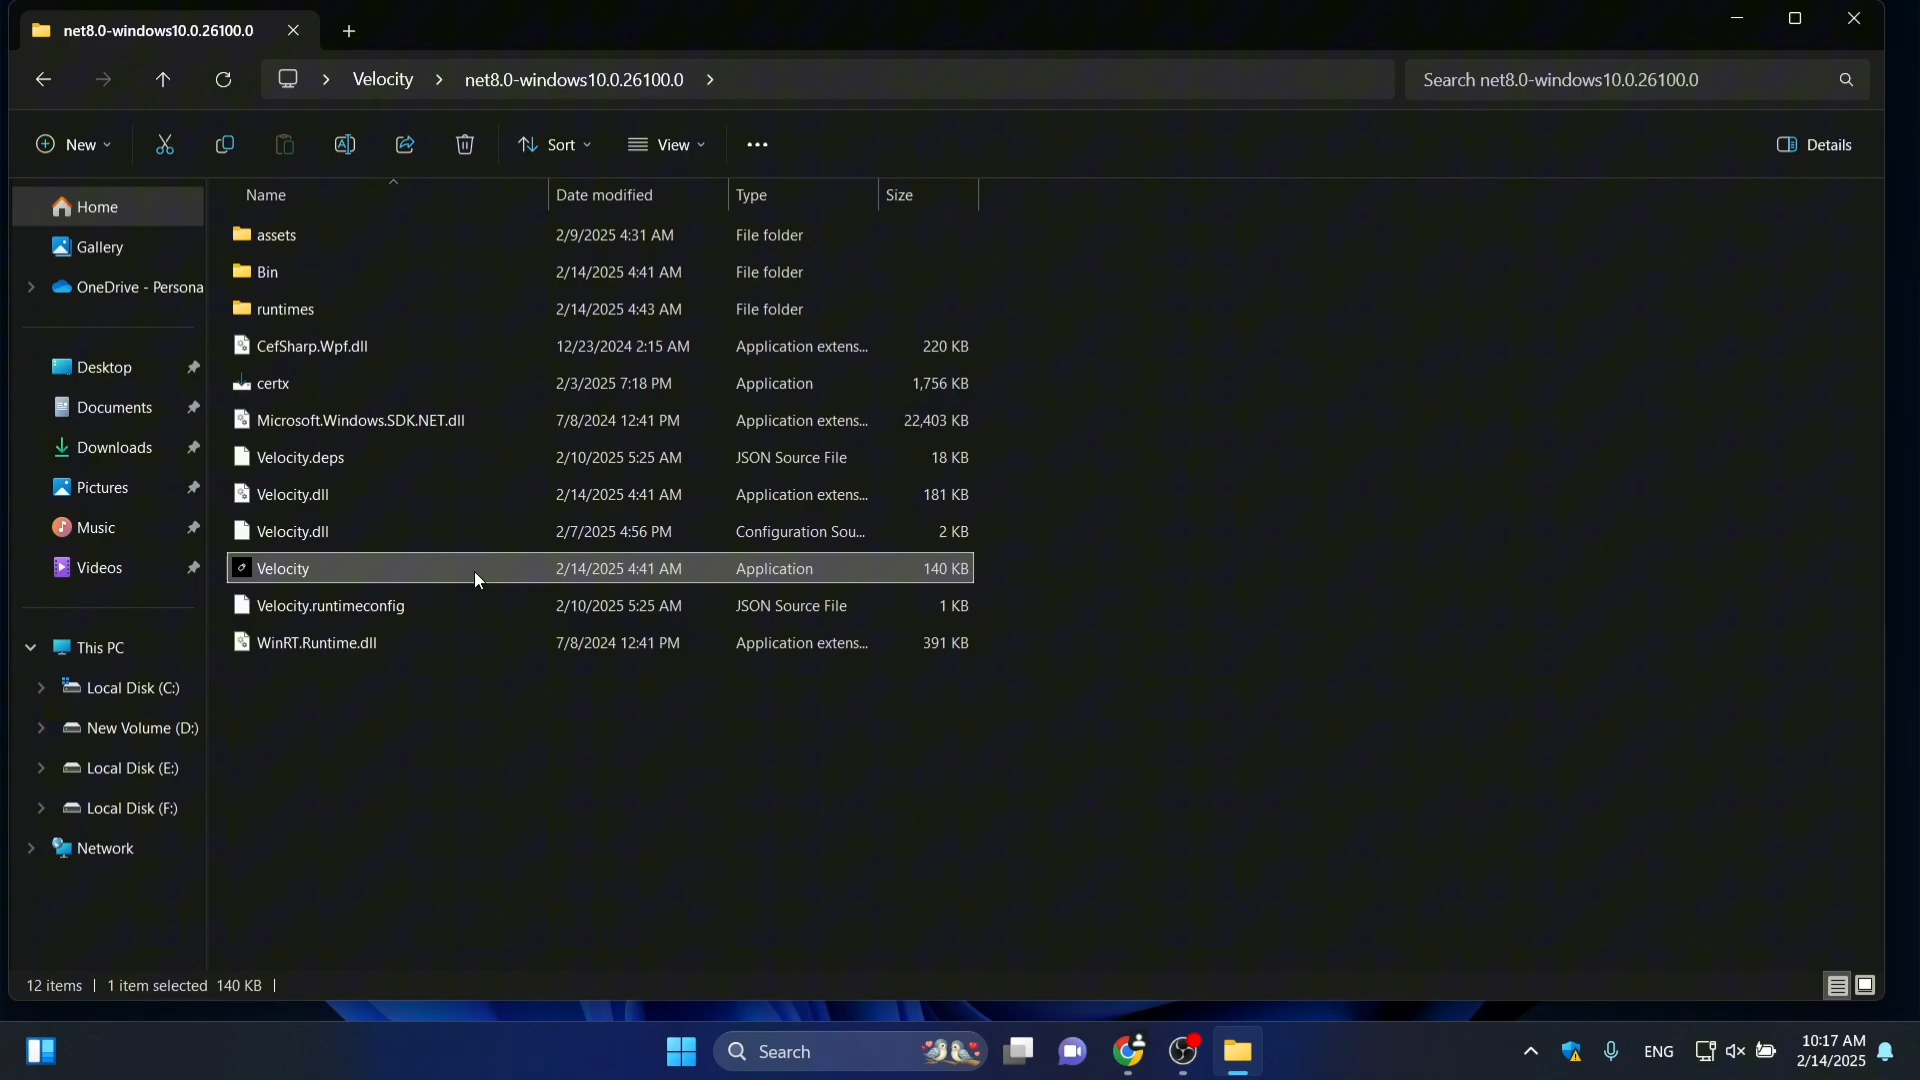 net8.0-windows10.0.26100.0
Velocity
net8.0-windows10.0.26100.0
Search net8.0-windows10.0.26100.0
New
Sort
View
Details
Name Date modified Type Size
Home
Gallery
OneDrive - Persona
Desktop
Documents
Downloads
Pictures
Music
Videos
This PC
Local Disk (C:)
New Volume (D:)
Local Disk (E:)
Local Disk (F:)
Network
assets 2/9/2025 4:31 AM File folder
Bin 2/14/2025 4:41 AM File folder
runtimes 2/14/2025 4:43 AM File folder
CefSharp.Wpf.dll 12/23/2024 2:15 AM Application extens... 220 KB
certx 2/3/2025 7:18 PM Application 1,756 KB
Microsoft.Windows.SDK.NET.dll 7/8/2024 12:41 PM Application extens... 22,403 KB
Velocity.deps 2/10/2025 5:25 AM JSON Source File 18 KB
Velocity.dll 2/14/2025 4:41 AM Application extens... 181 KB
Velocity.dll 2/7/2025 4:56 PM Configuration Sou... 2 KB
Velocity 2/14/2025 4:41 AM Application 140 KB
Velocity.runtimeconfig 2/10/2025 5:25 AM JSON Source File 1 KB
WinRT.Runtime.dll 7/8/2024 12:41 PM Application extens... 391 KB
12 items 1 item selected 140 KB
Search
ENG
10:17 AM
2/14/2025